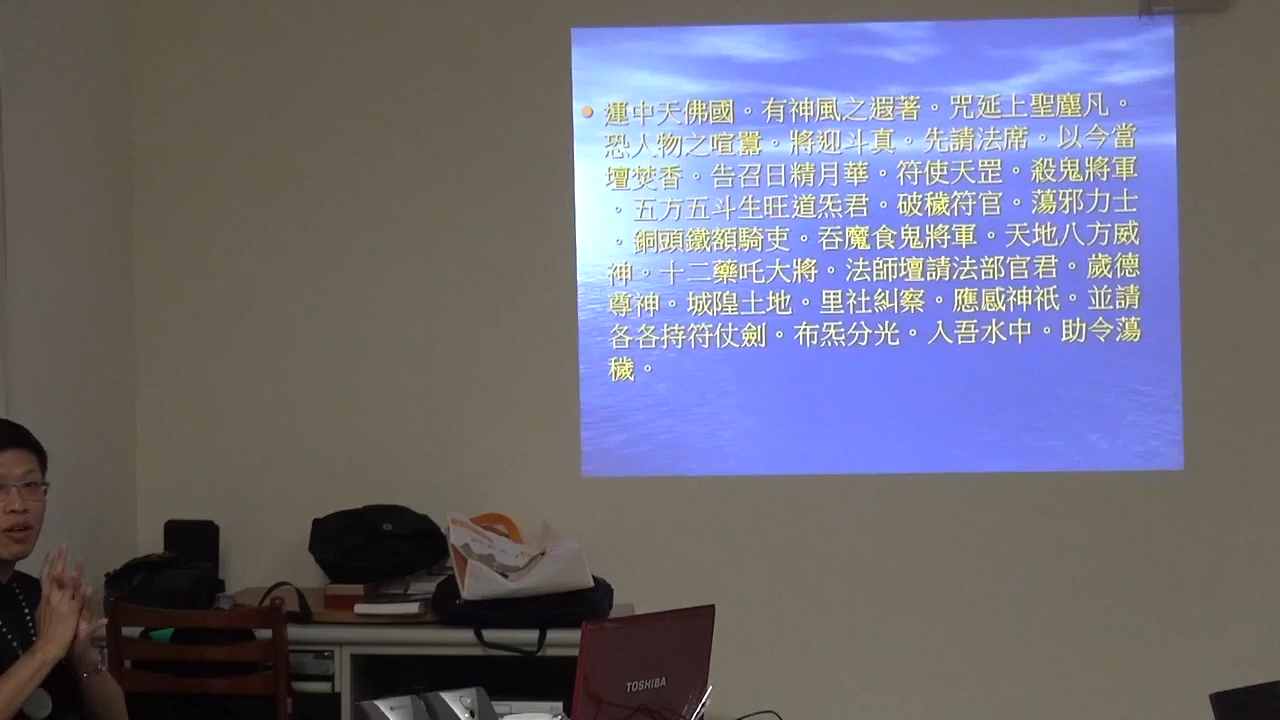 運中天佛國。有神風之遐著。咒延上聖塵凡。
恐人物之喧囂。將迎斗真。先請法席。以今當
壇焚香。告召日精月華。符使天罡。殺鬼將軍
。五方五斗生旺道炁君。破穢符官。蕩邪力士
。銅頭鐵額騎吏。吞魔食鬼將軍。天地八方威
神。十二藥吒大將。法師壇請法部官君。歲德
尊神。城隍土地。里社糾察。應感神祇。並請
各各持符仗劍。布炁分光。入吾水中。助令蕩
穢。
TOSHIBA